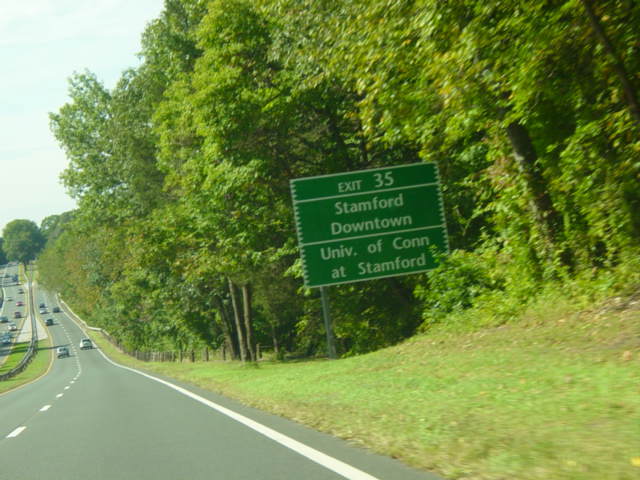 EXIT 35
Stamford
Downtown
Univ. of Conn
at Stamford